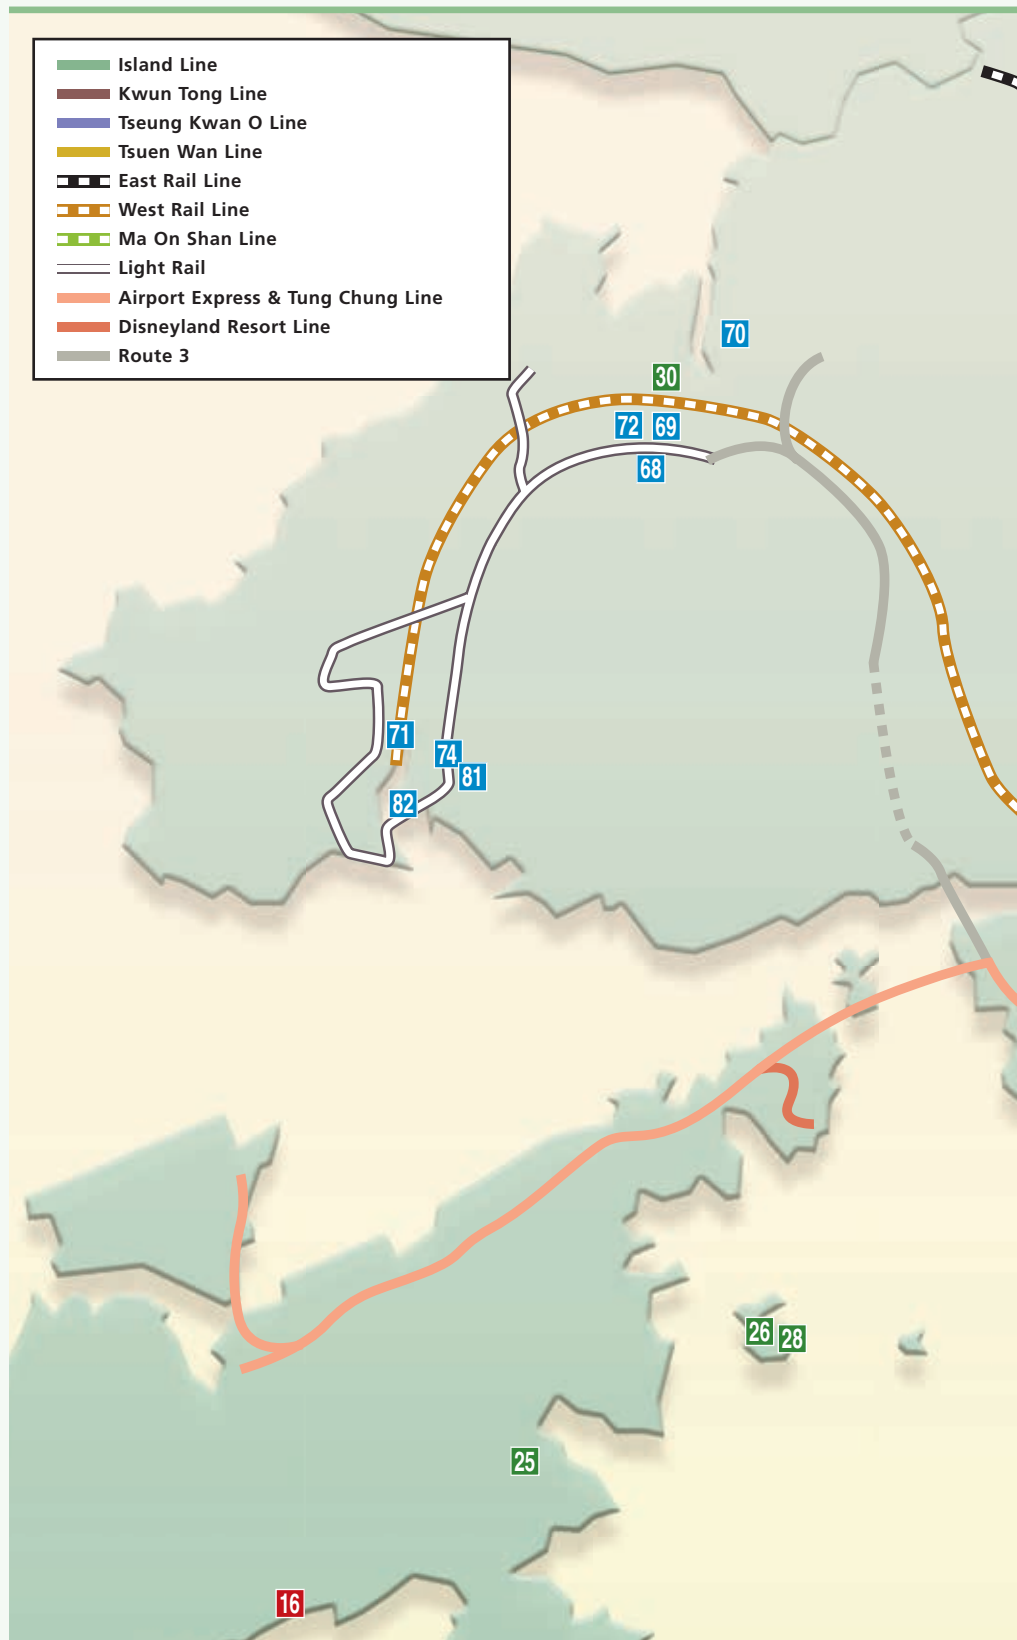 Island Line
Kwun Tong Line
Tseung Kwan O Line
Tsuen Wan Line
East Rail Line
West Rail Line
Ma On Shan Line
Light Rail
Airport Express & Tung Chung Line
Disneyland Resort Line
Route 3
70
30
72 69
68
71
74
81
82
26 28
25
16